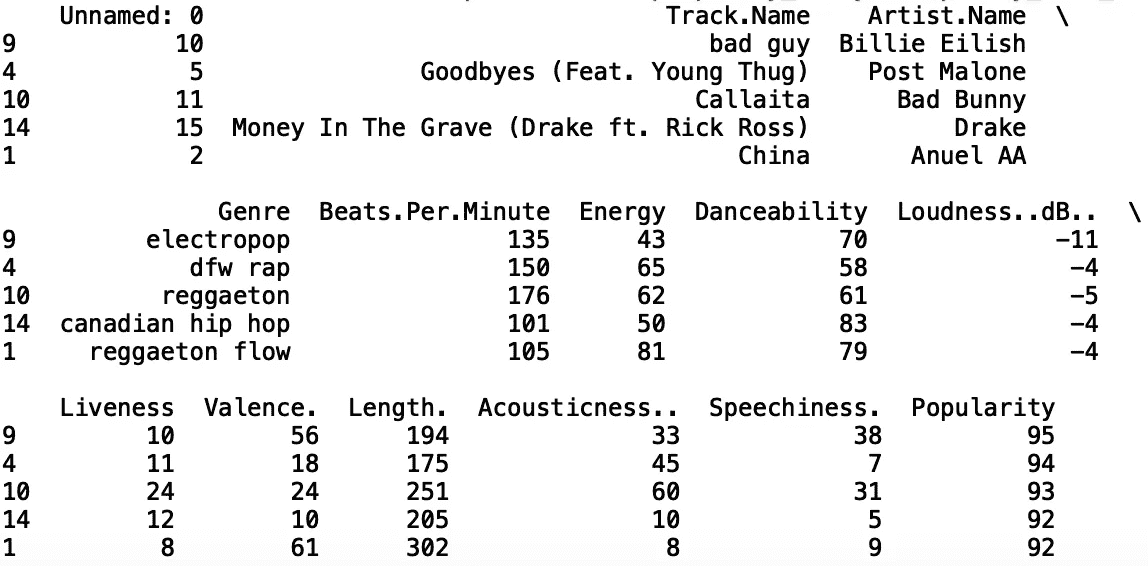 Unnamed: 0 Track.Name Artist.Name \
9 10 bad guy Billie Eilish
4 5 Goodbyes (Feat. Young Thug) Post Malone
10 11 Callaita Bad Bunny
14 15 Money In The Grave (Drake ft. Rick Ross) Drake
1 2 China Anuel AA
Genre Beats.Per.Minute Energy Danceability Loudness..dB.. \
9 electropop 135 43 70 -11
4 dfw rap 150 65 58 -4
10 reggaeton 176 62 61 -5
14 canadian hip hop 101 50 83 -4
1 reggaeton flow 105 81 79 -4
Liveness Valence. Length. Acousticness.. Speechiness. Popularity
9 10 56 194 33 38 95
4 11 18 175 45 7 94
10 24 24 251 60 31 93
14 12 10 205 10 5 92
1 8 61 302 8 9 92